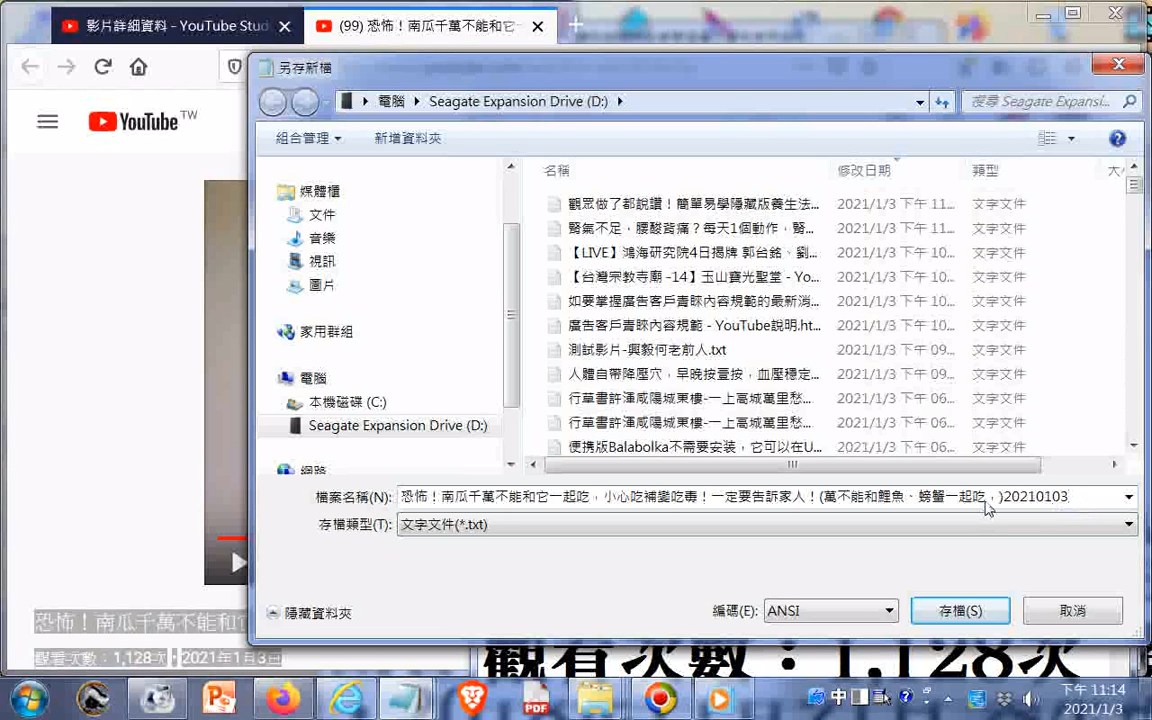 影片詳細資料 - YouTube Stud
(99) 恐怖！南瓜千萬不能和它一
另存新檔
電腦
Seagate Expansion Drive (D:)
搜尋 Seagate Expansi...
YouTube TW
組合管理
新增資料夾
名稱
修改日期
類型
大
媒體櫃
文件
音樂
視訊
圖片
家用群組
電腦
本機磁碟 (C:)
Seagate Expansion Drive (D:)
網路
觀眾做了都說讚！簡單易學隱藏版養生法... 2021/1/3 下午 11... 文字文件
腎氣不足，腰酸背痛？每天1個動作，腎... 2021/1/3 下午 11... 文字文件
【LIVE】鴻海研究院4日揭牌 郭台銘、劉... 2021/1/3 下午 10... 文字文件
【台灣宗教寺廟 -14】玉山寶光聖堂 - Yo... 2021/1/3 下午 10... 文字文件
如要掌握廣告客戶青睞內容規範的最新消... 2021/1/3 下午 10... 文字文件
廣告客戶青睞內容規範 - YouTube說明.ht... 2021/1/3 下午 10... 文字文件
測試影片-興毅何老前人.txt 2021/1/3 下午 09... 文字文件
人體自帶降壓穴，早晚按壹按，血壓穩定... 2021/1/3 下午 09... 文字文件
行草書許渾咸陽城東樓-一上高城萬里愁... 2021/1/3 下午 06... 文字文件
行草書許渾咸陽城東樓-一上高城萬里愁... 2021/1/3 下午 06... 文字文件
便携版Balabolka不需要安装，它可以在U... 2021/1/3 下午 06... 文字文件
檔案名稱(N): 恐怖！南瓜千萬不能和它一起吃，小心吃補變吃毒！一定要告訴家人！(萬不能和鯉魚、螃蟹一起吃，)20210103
存檔類型(T): 文字文件(*.txt)
隱藏資料夾
編碼(E): ANSI
存檔(S)
取消
恐怖！南瓜千萬不能和它
觀看次數：1,128次 • 2021年1月3日
觀看次數：1,128次
中
下午 11:14
2021/1/3
PDF